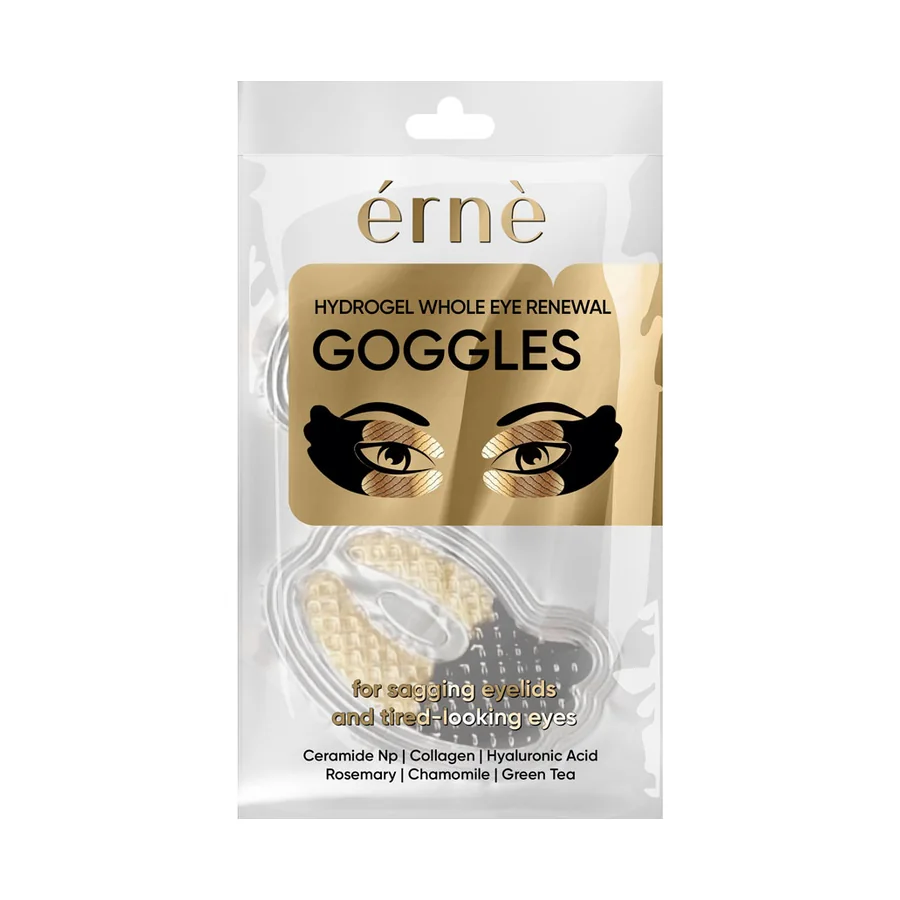 érnè
HYDROGEL WHOLE EYE RENEWAL
GOGGLES
for sagging eyelids
and tired-looking eyes
Ceramide Np | Collagen | Hyaluronic Acid
Rosemary | Chamomile | Green Tea